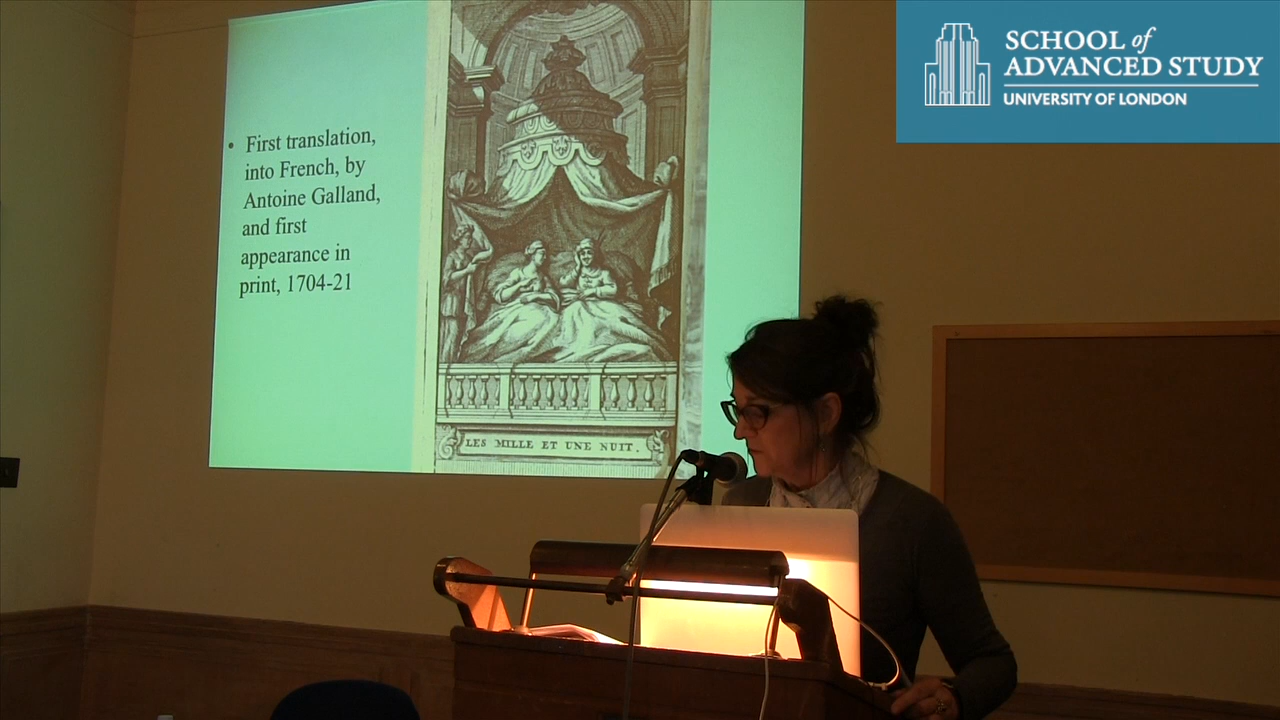 • First translation,
into French, by
Antoine Galland,
and first
appearance in
print, 1704-21
LES MILLE ET UNE NUIT.
SCHOOL of
ADVANCED STUDY
UNIVERSITY OF LONDON